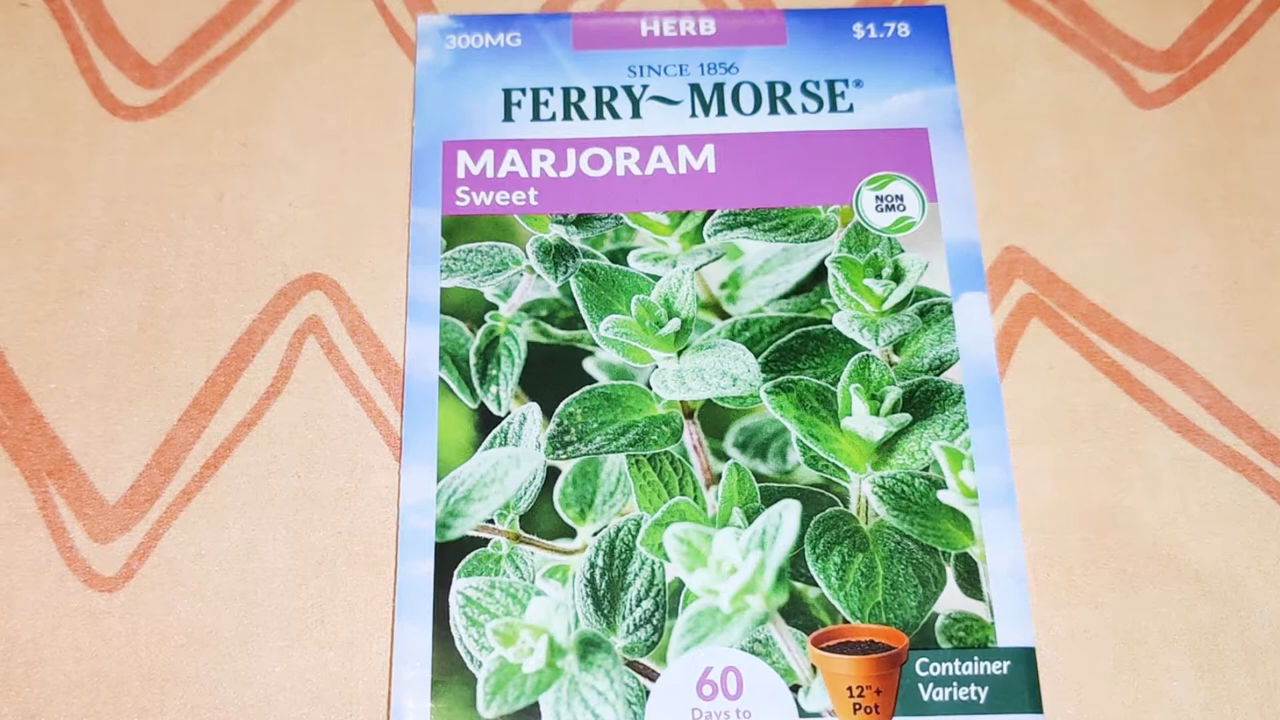 300MG
HERB
$1.78
SINCE 1856
FERRY~MORSE®
MARJORAM
Sweet
NON
GMO
60
Days to
12"+
Pot
Container
Variety